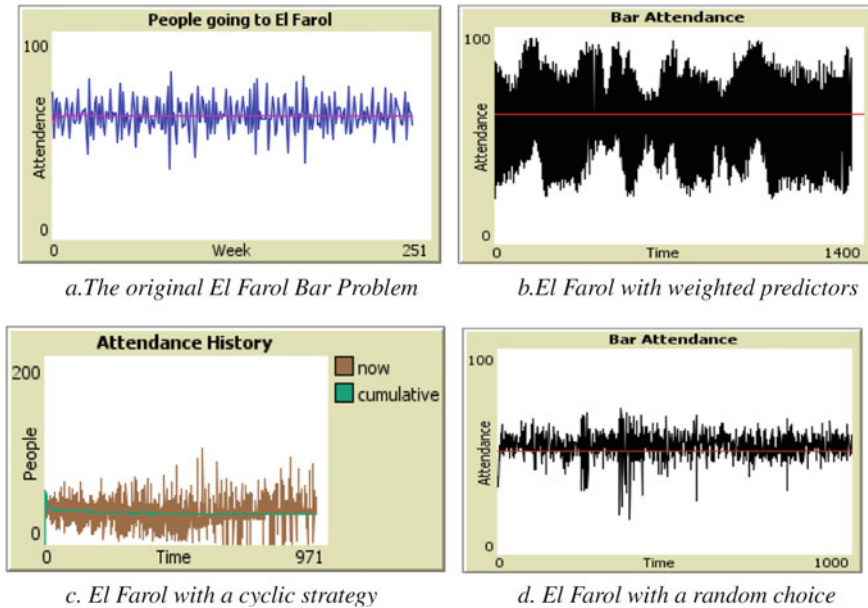 People going to El Farol
100
Attendence
0
0
Week
251
a.The original El Farol Bar Problem
Bar Attendance
100
Attendance
0
0
Time
1400
b.El Farol with weighted predictors
Attendance History
200
People
0
0
Time
971
now
cumulative
c. El Farol with a cyclic strategy
Bar Attendance
100
Attendance
0
0
Time
1000
d. El Farol with a random choice